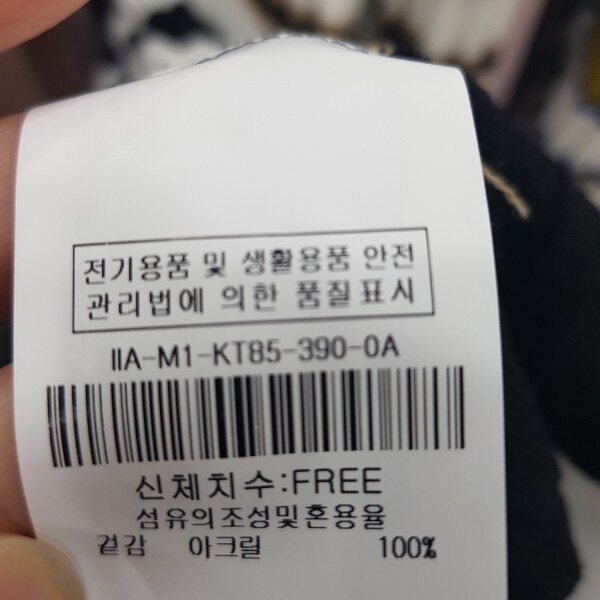 전기용품 및 생활용품 안전
관리법에 의한 품질표시
IIA-M1-KT85-390-0A
신체치수:FREE
섬유의조성및혼용율
겉감 아크릴 100%